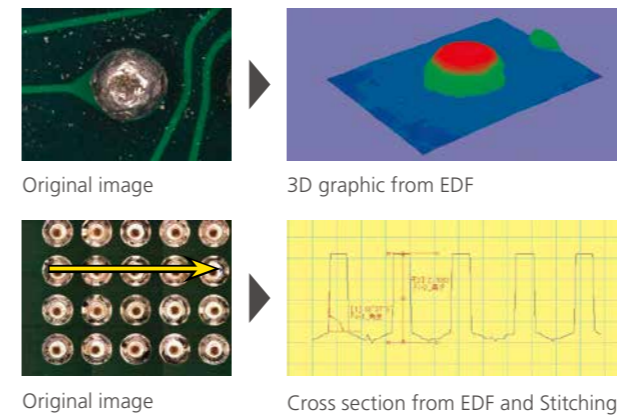 Original image
3D graphic from EDF
Original image
Cross section from EDF and Stitching